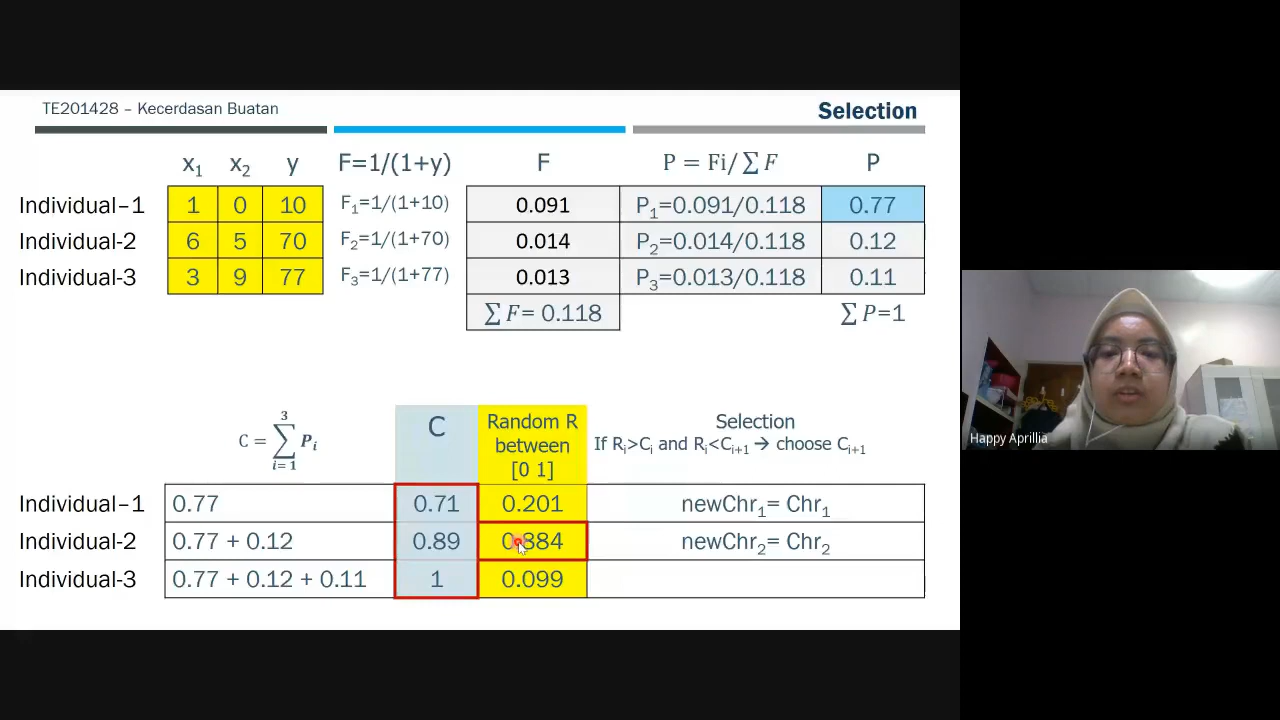 TE201428 – Kecerdasan Buatan
Selection
x₁ x₂ y F=1/(1+y) F P = Fi/ ∑ F P
Individual–1 1 0 10 F₁=1/(1+10) 0.091 P₁=0.091/0.118 0.77
Individual-2 6 5 70 F₂=1/(1+70) 0.014 P₂=0.014/0.118 0.12
Individual-3 3 9 77 F₃=1/(1+77) 0.013 P₃=0.013/0.118 0.11
∑ F= 0.118 ∑ P=1
C = ∑³ᵢ₌₁ Pᵢ
C
Random R
between
[0 1]
Selection
If Rᵢ>Cᵢ and Rᵢ<Cᵢ₊₁ → choose Cᵢ₊₁
Individual–1 0.77 0.71 0.201 newChr₁= Chr₁
Individual-2 0.77 + 0.12 0.89 0.884 newChr₂= Chr₂
Individual-3 0.77 + 0.12 + 0.11 1 0.099
Happy Aprillia